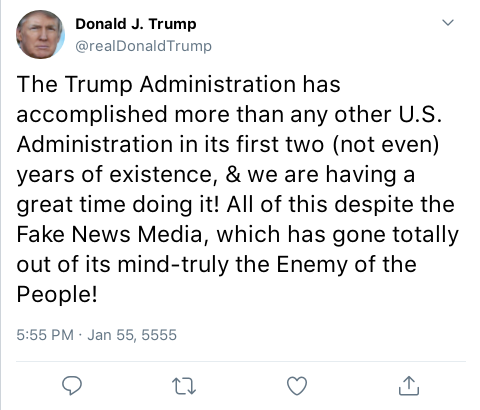 Donald J. Trump
@realDonaldTrump
The Trump Administration has
accomplished more than any other U.S.
Administration in its first two (not even)
years of existence, & we are having a
great time doing it! All of this despite the
Fake News Media, which has gone totally
out of its mind-truly the Enemy of the
People!
5:55 PM · Jan 55, 5555